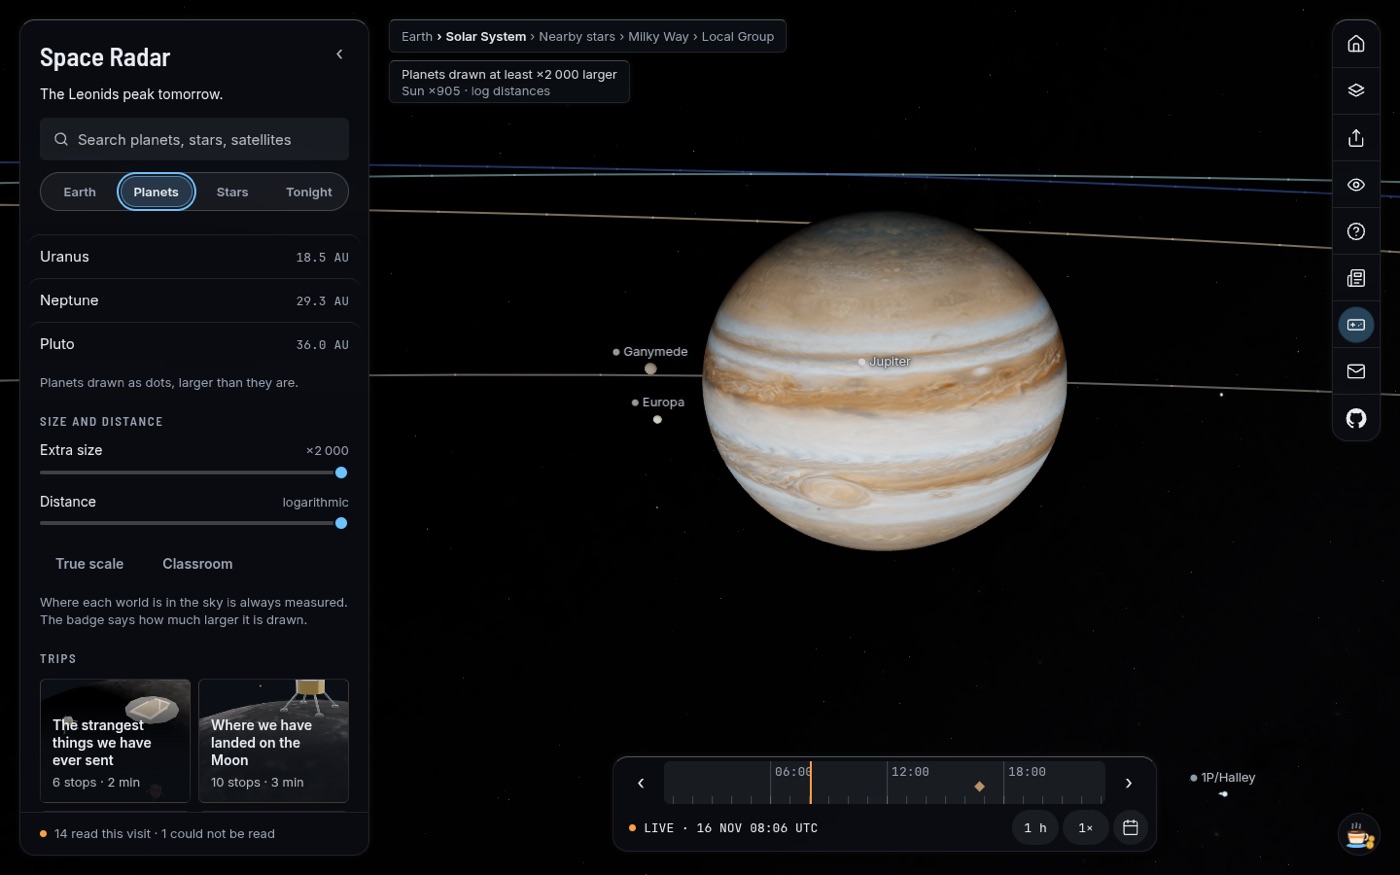 Space Radar
The Leonids peak tomorrow.
Search planets, stars, satellites
Earth Planets Stars Tonight
Uranus 18.5 AU
Neptune 29.3 AU
Pluto 36.0 AU
Planets drawn as dots, larger than they are.
SIZE AND DISTANCE
Extra size ×2 000
Distance logarithmic
True scale Classroom
Where each world is in the sky is always measured.
The badge says how much larger it is drawn.
TRIPS
The strangest
things we have
ever sent
6 stops · 2 min
Where we have
landed on the
Moon
10 stops · 3 min
14 read this visit · 1 could not be read
Earth › Solar System › Nearby stars › Milky Way › Local Group
Planets drawn at least ×2 000 larger
Sun ×905 · log distances
Ganymede
Jupiter
Europa
06:00 12:00 18:00
LIVE · 16 NOV 08:06 UTC 1 h 1×
1P/Halley